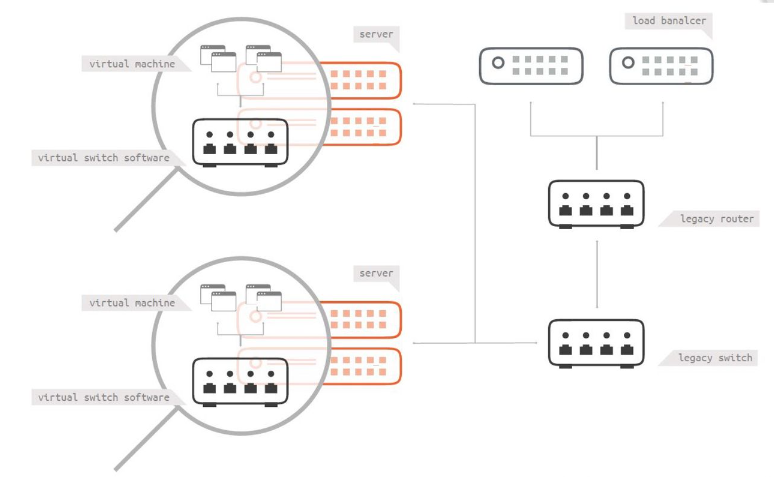 load banalcer
server
virtual machine
virtual switch software
legacy router
server
virtual machine
legacy switch
virtual switch software